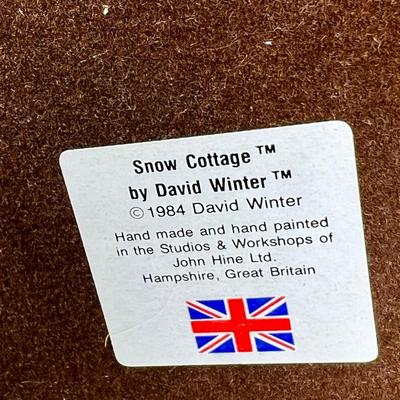 Snow Cottage ™
by David Winter ™
© 1984 David Winter
Hand made and hand painted
in the Studios & Workshops of
John Hine Ltd.
Hampshire, Great Britain